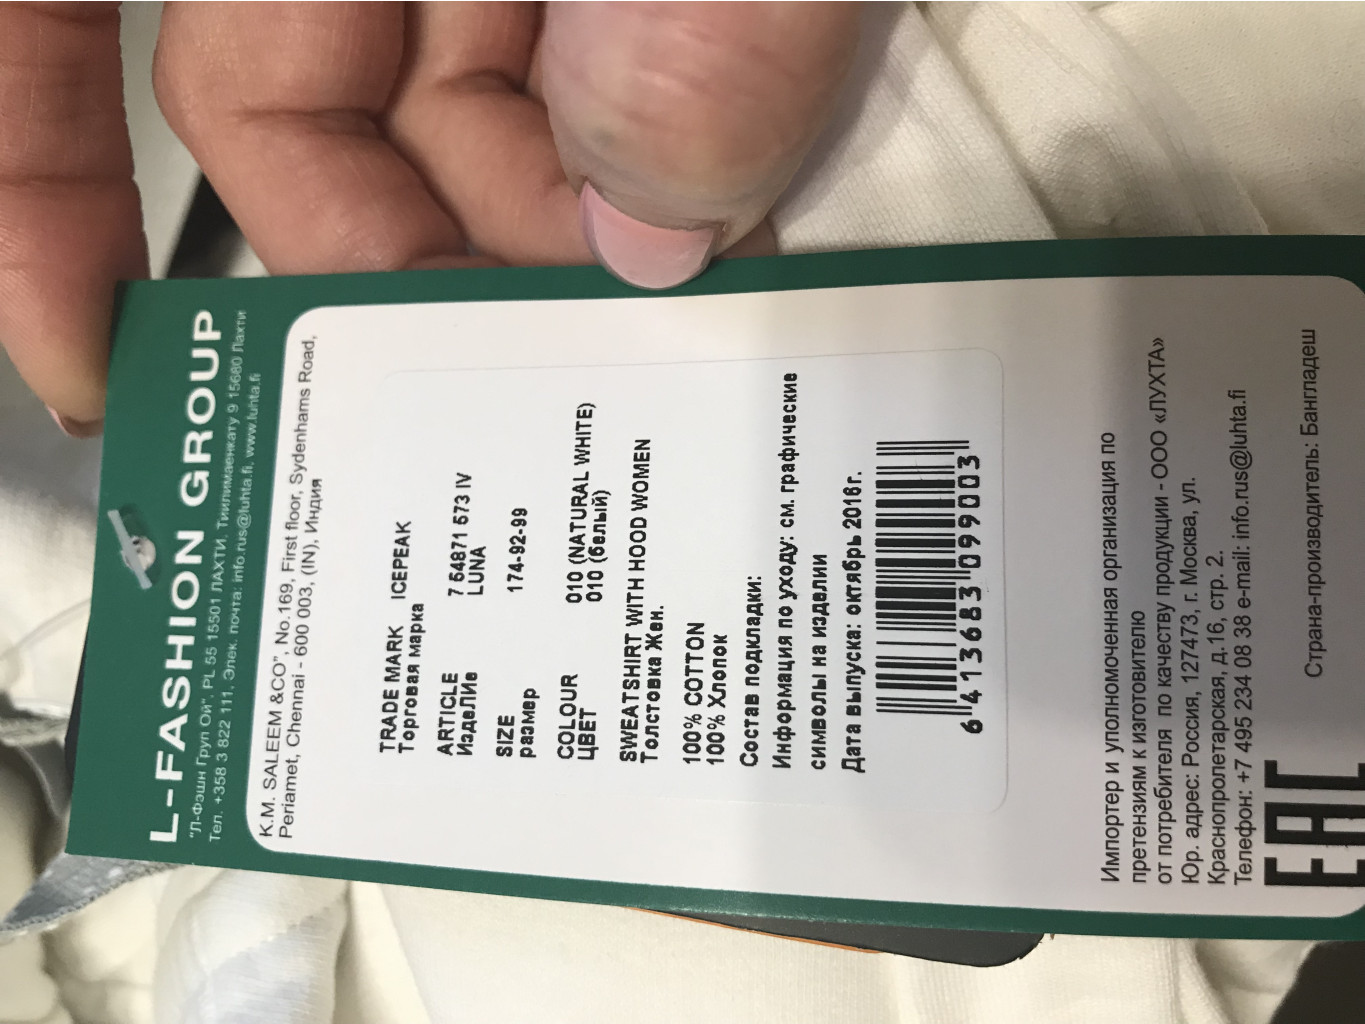 L-FASHION GROUP
"Л-Фэшн Груп Ой". PL 55 15501 ЛАХТИ, Тиилимаенкату 9 15680 Лахти
Тел. +358 3 822 111. Элек. почта: info.rus@luhta.fi, www.luhta.fi
K.M. SALEEM &CO", No.169, First floor, Sydenhams Road,
Periamet, Chennai - 600 003, (IN), Индия
TRADE MARK ICEPEAK
Торговая марка
ARTICLE 7 54871 573 IV
Изделие LUNA
SIZE 174-92-99
размер
COLOUR 010 (NATURAL WHITE)
ЦВЕТ 010 (белый)
SWEATSHIRT WITH HOOD WOMEN
Толстовка Жен.
100% COTTON
100% Хлопок
Состав подкладки:
Информация по уходу: см. графические
символы на изделии
Дата выпуска: октябрь 2016г.
6 413683 099003
Импортер и уполномоченная организация по
претензиям к изготовителю
от потребителя по качеству продукции - ООО «ЛУХТА»
Юр. адрес: Россия, 127473, г. Москва, ул.
Краснопролетарская, д.16, стр. 2.
Телефон: +7 495 234 08 38 e-mail: info.rus@luhta.fi
EAC
Страна-производитель: Бангладеш